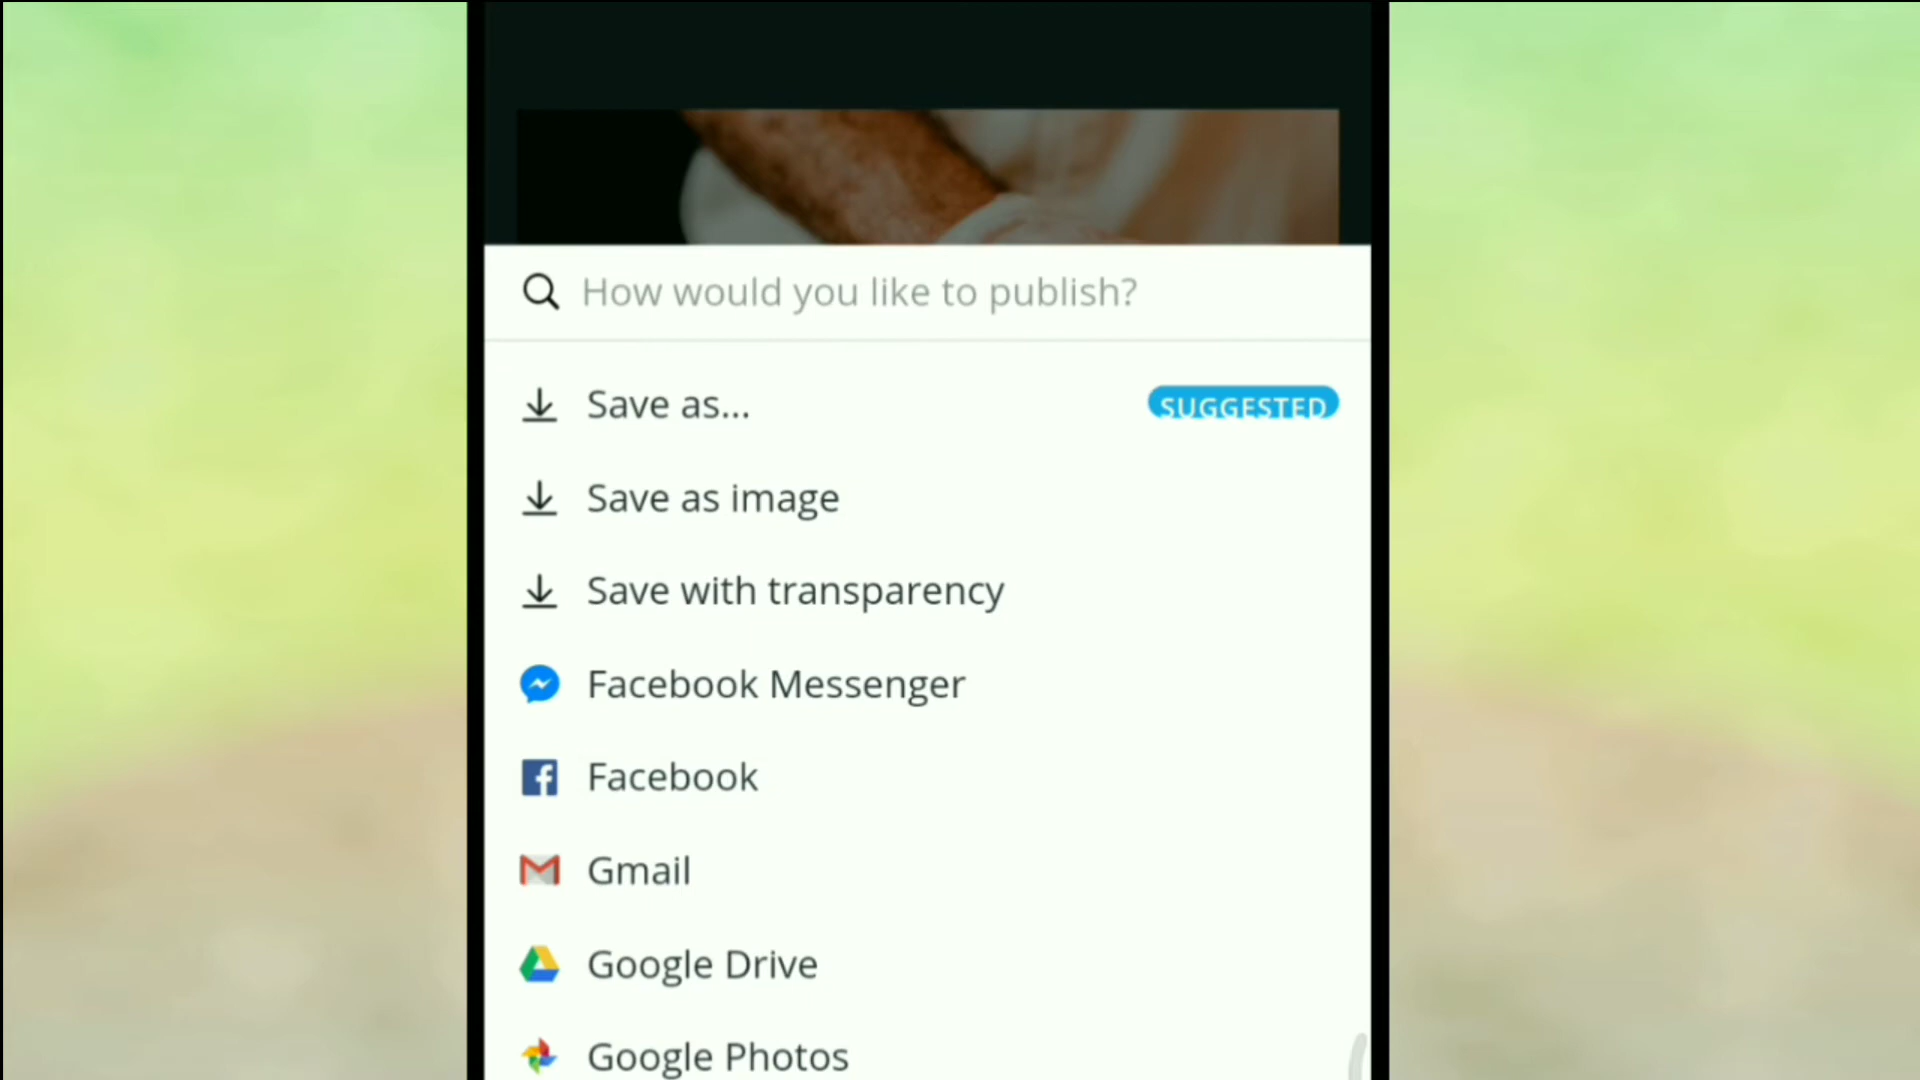 How would you like to publish?
Save as...
SUGGESTED
Save as image
Save with transparency
Facebook Messenger
Facebook
Gmail
Google Drive
Google Photos